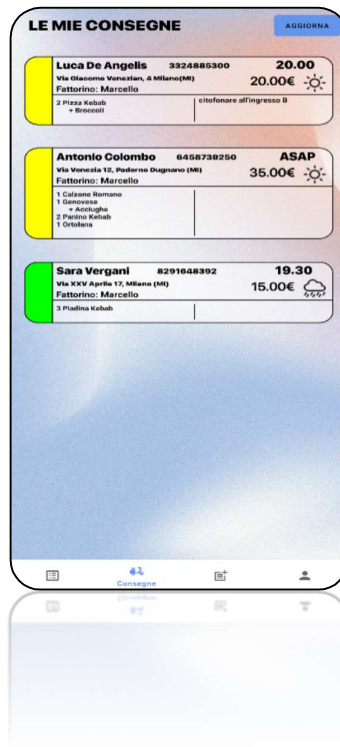 LE MIE CONSEGNE AGGIORNA
Luca De Angelis 3324885300 20.00
Via Giacomo Venezian, 4 Milano(MI) 20.00€
Fattorino: Marcello
2 Pizza Kebab citofonare all'ingresso B
+ Broccoli
Antonio Colombo 6458739250 ASAP
Via Venezia 12, Paderno Dugnano (MI) 35.00€
Fattorino: Marcello
1 Calzone Romano
1 Genovese
+ Acciughe
2 Panino Kebab
1 Ortolana
Sara Vergani 8291648392 19.30
Via XXV Aprile 17, Milano (MI) 15.00€
Fattorino: Marcello
3 Piadina Kebab
Consegne